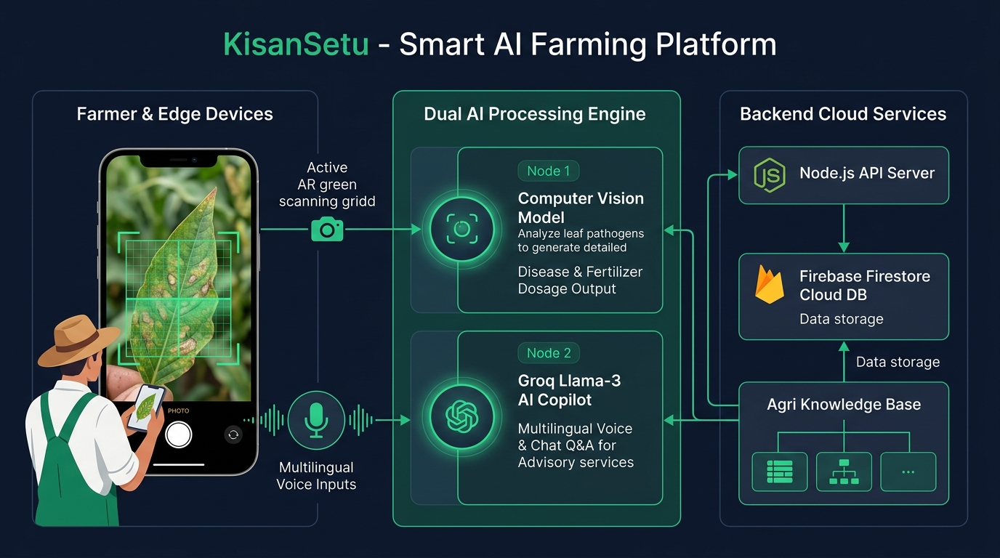 KisanSetu - Smart AI Farming Platform
Farmer & Edge Devices
PHOTO
Active
AR green
scanning gridd
Multilingual
Voice Inputs
Dual AI Processing Engine
Node 1
Computer Vision
Model
Analyze leaf pathogens
to generate detailed
Disease & Fertilizer
Dosage Output
Node 2
Groq Llama-3
AI Copilot
Multilingual Voice
& Chat Q&A for
Advisory services
Backend Cloud Services
JS
Node.js API Server
Firebase Firestore
Cloud DB
Data storage
Data storage
Agri Knowledge Base
...